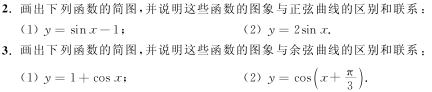 2. 画出下列函数的简图,并说明这些函数的图象与正弦曲线的区别和联系:
(1) y = sin x − 1; (2) y = 2sin x.
3. 画出下列函数的简图,并说明这些函数的图象与余弦曲线的区别和联系:
(1) y = 1 + cos x; (2) y = cos(x + π/3).